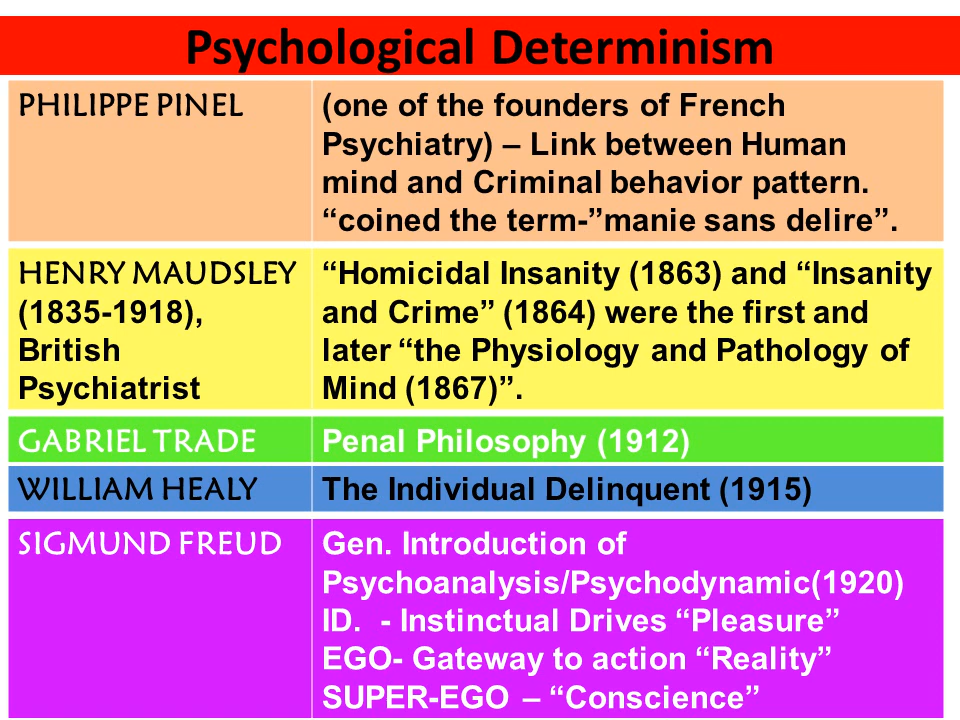 Psychological Determinism
PHILIPPE PINEL
(one of the founders of French
Psychiatry) – Link between Human
mind and Criminal behavior pattern.
“coined the term-”manie sans delire”.
HENRY MAUDSLEY
(1835-1918),
British
Psychiatrist
“Homicidal Insanity (1863) and “Insanity
and Crime” (1864) were the first and
later “the Physiology and Pathology of
Mind (1867)”.
GABRIEL TRADE
Penal Philosophy (1912)
WILLIAM HEALY
The Individual Delinquent (1915)
SIGMUND FREUD
Gen. Introduction of
Psychoanalysis/Psychodynamic(1920)
ID. - Instinctual Drives “Pleasure”
EGO- Gateway to action “Reality”
SUPER-EGO – “Conscience”